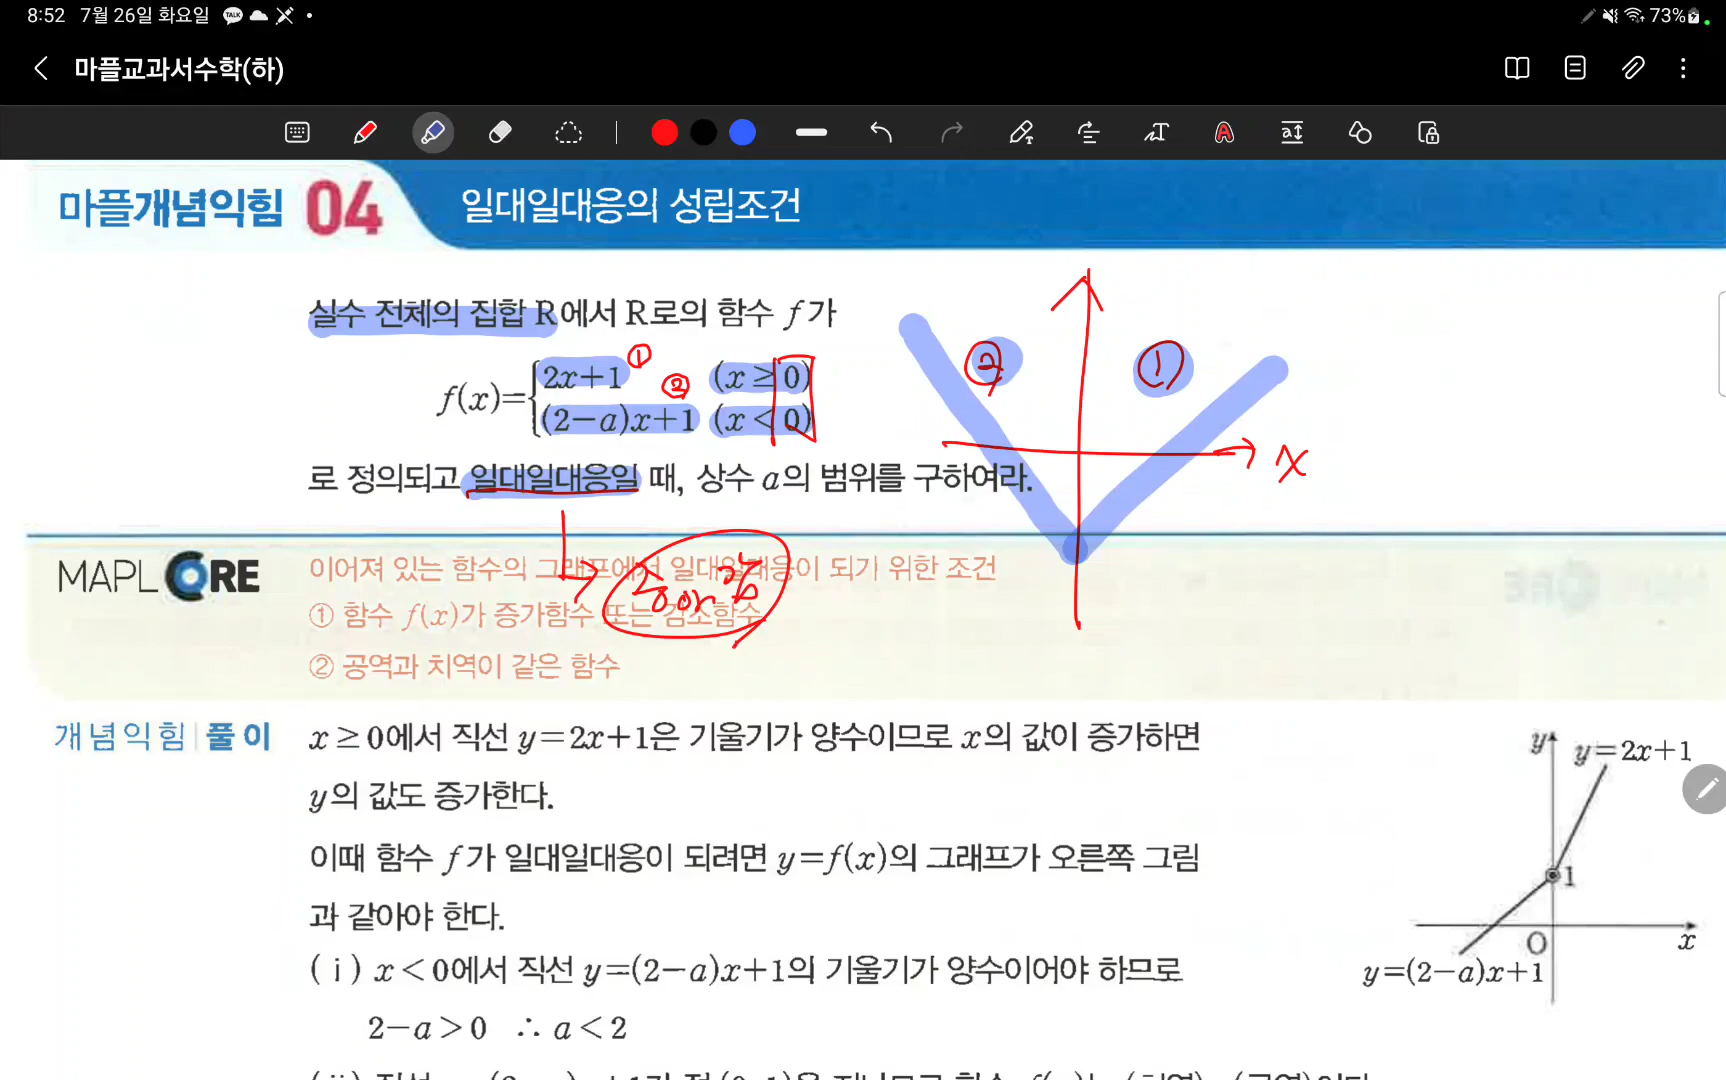 8:52 7월 26일 화요일 TALK 73%
마플교과서수학(하)
마플개념익힘 04 일대일대응의 성립조건
실수 전체의 집합 R에서 R로의 함수 f가
2x+1 ① (x≥0)
f(x)={
(2−a)x+1 ② (x<0)
② ①
x
로 정의되고 일대일대응일 때, 상수 a의 범위를 구하여라.
MAPL CORE 이어져 있는 함수의 그래프에서 일대일대응이 되기 위한 조건
① 함수 f(x)가 증가함수 또는 감소함수
or
② 공역과 치역이 같은 함수
개념익힘 | 풀이 x≥0에서 직선 y=2x+1은 기울기가 양수이므로 x의 값이 증가하면
y의 값도 증가한다.
이때 함수 f가 일대일대응이 되려면 y=f(x)의 그래프가 오른쪽 그림
과 같아야 한다.
(ⅰ) x<0에서 직선 y=(2−a)x+1의 기울기가 양수이어야 하므로
2−a>0 ∴ a<2
y y=2x+1
1
O x
y=(2−a)x+1